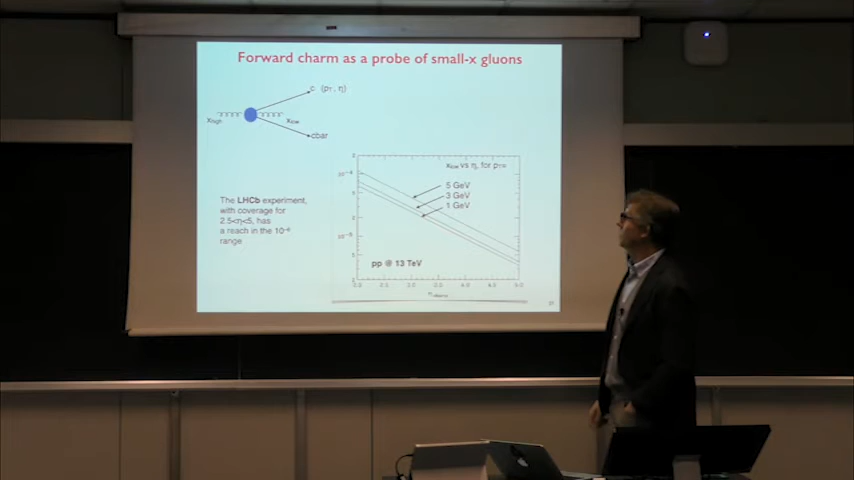 Forward charm as a probe of small-x gluons
c (pT, η)
xhigh
xlow
cbar
The LHCb experiment,
with coverage for
2.5<η<5, has
a reach in the 10⁻⁶
range
xlow vs η, for pT=
5 GeV
3 GeV
1 GeV
pp @ 13 TeV